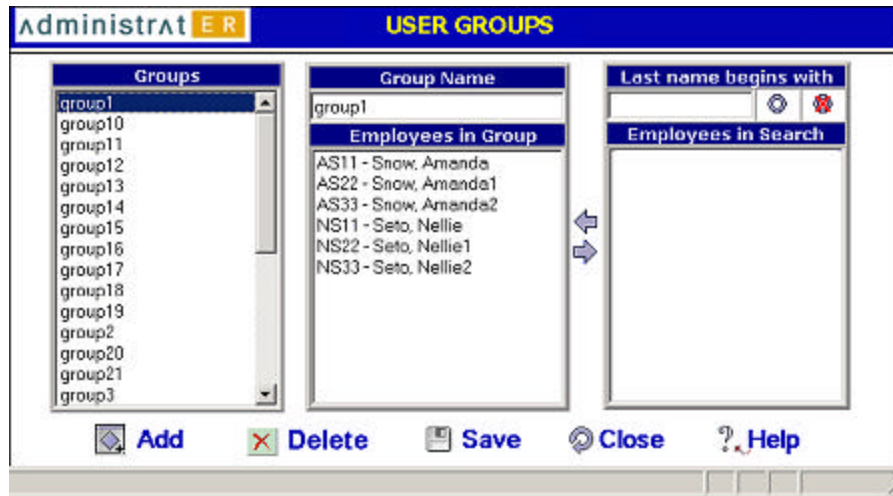 ΛdministrΛt ER
USER GROUPS
Groups
group1
group10
group11
group12
group13
group14
group15
group16
group17
group18
group19
group2
group20
group21
group3
Group Name
group1
Employees in Group
AS11 - Snow, Amanda
AS22 - Snow, Amanda1
AS33 - Snow, Amanda2
NS11 - Seto, Nellie
NS22 - Seto, Nellie1
NS33 - Seto, Nellie2
Last name begins with
Employees in Search
Add
Delete
Save
Close
Help